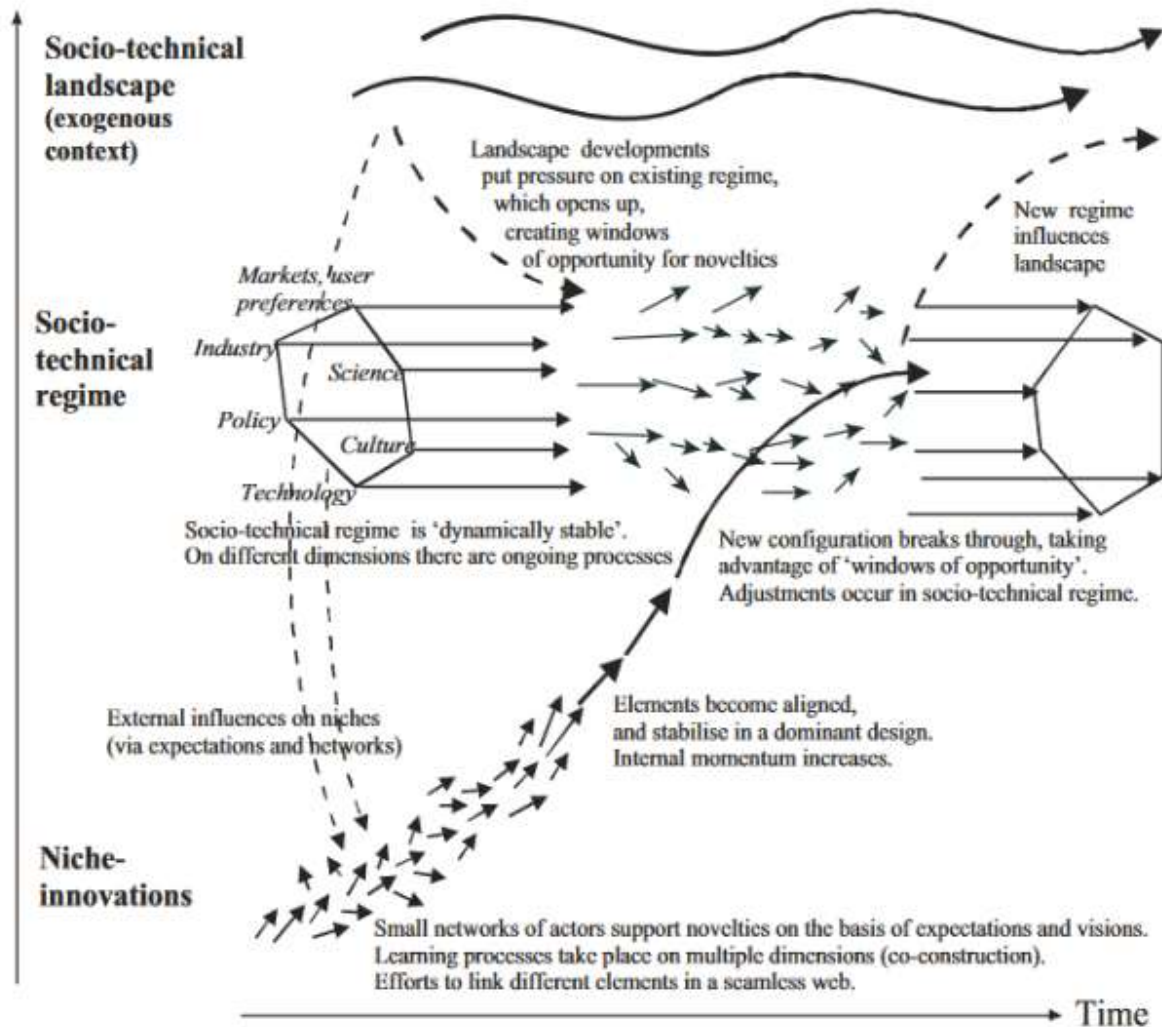 Socio-technical
landscape
(exogenous
context)
Landscape developments
put pressure on existing regime,
which opens up,
creating windows
of opportunity for novelties
New regime
influences
landscape
Markets, user
preferences
Socio-
technical
regime
Industry
Science
Policy
Culture
Technology
Socio-technical regime is ‘dynamically stable’.
On different dimensions there are ongoing processes
New configuration breaks through, taking
advantage of ‘windows of opportunity’.
Adjustments occur in socio-technical regime.
External influences on niches
(via expectations and networks)
Elements become aligned,
and stabilise in a dominant design.
Internal momentum increases.
Niche-
innovations
Small networks of actors support novelties on the basis of expectations and visions.
Learning processes take place on multiple dimensions (co-construction).
Efforts to link different elements in a seamless web.
Time